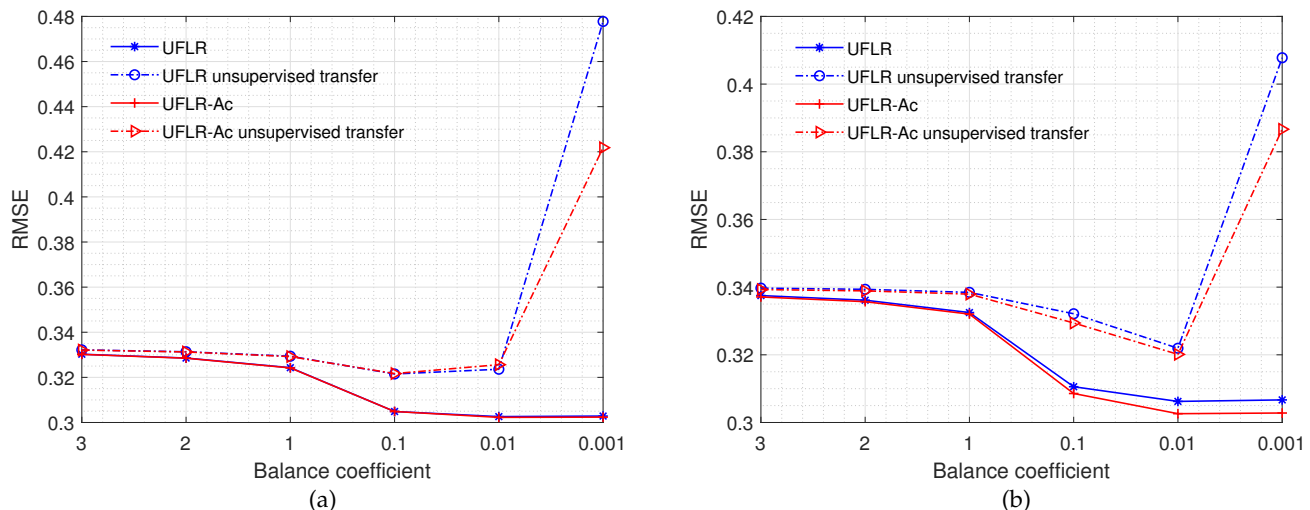 0.48
0.46
0.44
0.42
0.4
0.38
0.36
0.34
0.32
0.3
RMSE
UFLR
UFLR unsupervised transfer
UFLR-Ac
UFLR-Ac unsupervised transfer
3 2 1 0.1 0.01 0.001
Balance coefficient
(a)
0.42
0.4
0.38
0.36
0.34
0.32
0.3
RMSE
UFLR
UFLR unsupervised transfer
UFLR-Ac
UFLR-Ac unsupervised transfer
3 2 1 0.1 0.01 0.001
Balance coefficient
(b)